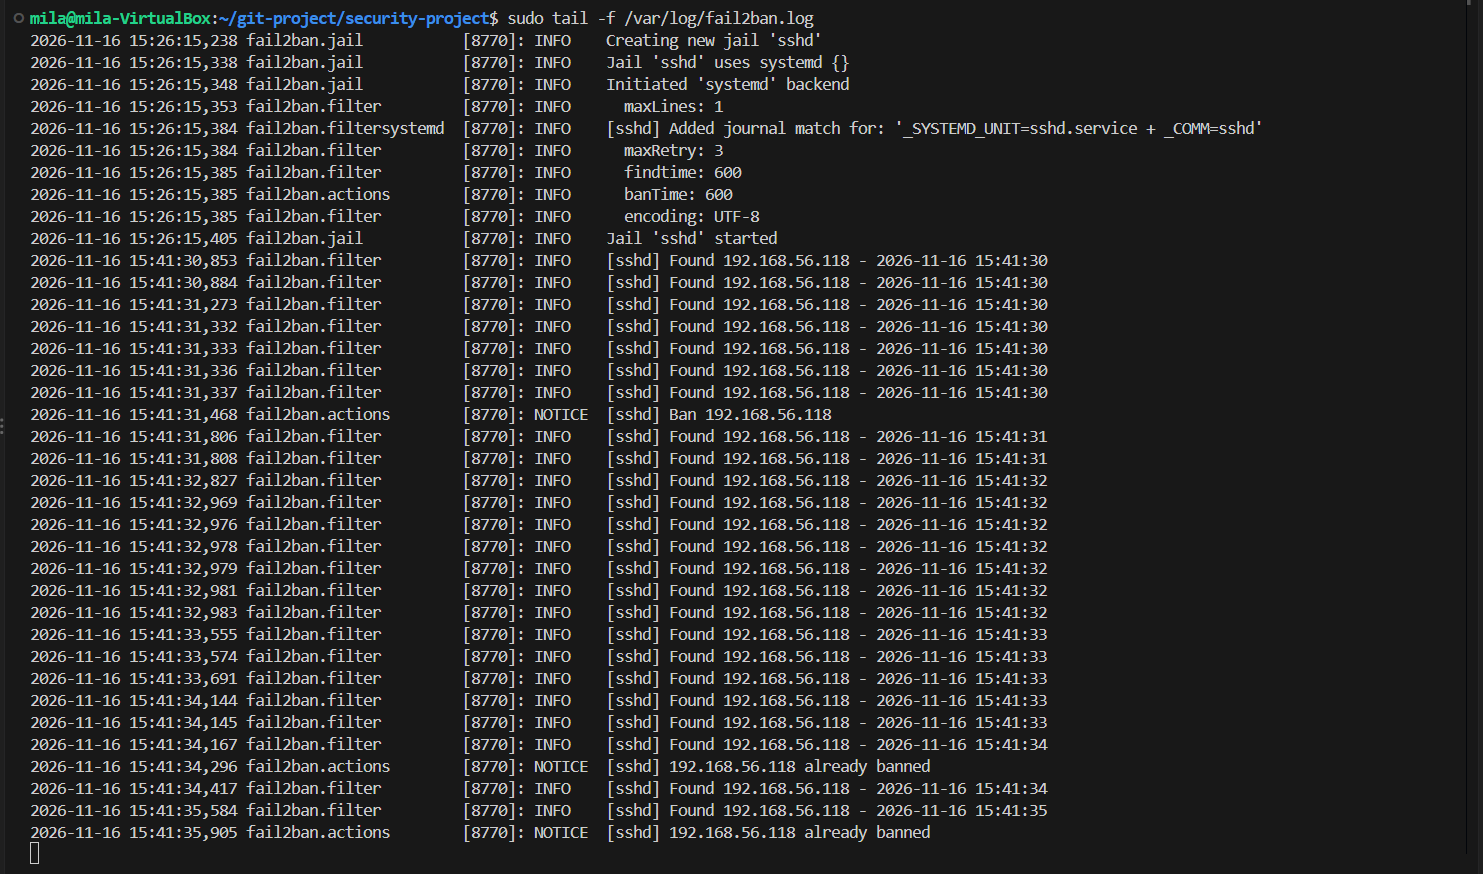 mila@mila-VirtualBox:~/git-project/security-project$ sudo tail -f /var/log/fail2ban.log
2026-11-16 15:26:15,238 fail2ban.jail           [8770]: INFO    Creating new jail 'sshd'
2026-11-16 15:26:15,338 fail2ban.jail           [8770]: INFO    Jail 'sshd' uses systemd {}
2026-11-16 15:26:15,348 fail2ban.jail           [8770]: INFO    Initiated 'systemd' backend
2026-11-16 15:26:15,353 fail2ban.filter         [8770]: INFO      maxLines: 1
2026-11-16 15:26:15,384 fail2ban.filtersystemd  [8770]: INFO    [sshd] Added journal match for: '_SYSTEMD_UNIT=sshd.service + _COMM=sshd'
2026-11-16 15:26:15,384 fail2ban.filter         [8770]: INFO      maxRetry: 3
2026-11-16 15:26:15,385 fail2ban.filter         [8770]: INFO      findtime: 600
2026-11-16 15:26:15,385 fail2ban.actions        [8770]: INFO      banTime: 600
2026-11-16 15:26:15,385 fail2ban.filter         [8770]: INFO      encoding: UTF-8
2026-11-16 15:26:15,405 fail2ban.jail           [8770]: INFO    Jail 'sshd' started
2026-11-16 15:41:30,853 fail2ban.filter         [8770]: INFO    [sshd] Found 192.168.56.118 - 2026-11-16 15:41:30
2026-11-16 15:41:30,884 fail2ban.filter         [8770]: INFO    [sshd] Found 192.168.56.118 - 2026-11-16 15:41:30
2026-11-16 15:41:31,273 fail2ban.filter         [8770]: INFO    [sshd] Found 192.168.56.118 - 2026-11-16 15:41:30
2026-11-16 15:41:31,332 fail2ban.filter         [8770]: INFO    [sshd] Found 192.168.56.118 - 2026-11-16 15:41:30
2026-11-16 15:41:31,333 fail2ban.filter         [8770]: INFO    [sshd] Found 192.168.56.118 - 2026-11-16 15:41:30
2026-11-16 15:41:31,336 fail2ban.filter         [8770]: INFO    [sshd] Found 192.168.56.118 - 2026-11-16 15:41:30
2026-11-16 15:41:31,337 fail2ban.filter         [8770]: INFO    [sshd] Found 192.168.56.118 - 2026-11-16 15:41:30
2026-11-16 15:41:31,468 fail2ban.actions        [8770]: NOTICE  [sshd] Ban 192.168.56.118
2026-11-16 15:41:31,806 fail2ban.filter         [8770]: INFO    [sshd] Found 192.168.56.118 - 2026-11-16 15:41:31
2026-11-16 15:41:31,808 fail2ban.filter         [8770]: INFO    [sshd] Found 192.168.56.118 - 2026-11-16 15:41:31
2026-11-16 15:41:32,827 fail2ban.filter         [8770]: INFO    [sshd] Found 192.168.56.118 - 2026-11-16 15:41:32
2026-11-16 15:41:32,969 fail2ban.filter         [8770]: INFO    [sshd] Found 192.168.56.118 - 2026-11-16 15:41:32
2026-11-16 15:41:32,976 fail2ban.filter         [8770]: INFO    [sshd] Found 192.168.56.118 - 2026-11-16 15:41:32
2026-11-16 15:41:32,978 fail2ban.filter         [8770]: INFO    [sshd] Found 192.168.56.118 - 2026-11-16 15:41:32
2026-11-16 15:41:32,979 fail2ban.filter         [8770]: INFO    [sshd] Found 192.168.56.118 - 2026-11-16 15:41:32
2026-11-16 15:41:32,981 fail2ban.filter         [8770]: INFO    [sshd] Found 192.168.56.118 - 2026-11-16 15:41:32
2026-11-16 15:41:32,983 fail2ban.filter         [8770]: INFO    [sshd] Found 192.168.56.118 - 2026-11-16 15:41:32
2026-11-16 15:41:33,555 fail2ban.filter         [8770]: INFO    [sshd] Found 192.168.56.118 - 2026-11-16 15:41:33
2026-11-16 15:41:33,574 fail2ban.filter         [8770]: INFO    [sshd] Found 192.168.56.118 - 2026-11-16 15:41:33
2026-11-16 15:41:33,691 fail2ban.filter         [8770]: INFO    [sshd] Found 192.168.56.118 - 2026-11-16 15:41:33
2026-11-16 15:41:34,144 fail2ban.filter         [8770]: INFO    [sshd] Found 192.168.56.118 - 2026-11-16 15:41:33
2026-11-16 15:41:34,145 fail2ban.filter         [8770]: INFO    [sshd] Found 192.168.56.118 - 2026-11-16 15:41:33
2026-11-16 15:41:34,167 fail2ban.filter         [8770]: INFO    [sshd] Found 192.168.56.118 - 2026-11-16 15:41:34
2026-11-16 15:41:34,296 fail2ban.actions        [8770]: NOTICE  [sshd] 192.168.56.118 already banned
2026-11-16 15:41:34,417 fail2ban.filter         [8770]: INFO    [sshd] Found 192.168.56.118 - 2026-11-16 15:41:34
2026-11-16 15:41:35,584 fail2ban.filter         [8770]: INFO    [sshd] Found 192.168.56.118 - 2026-11-16 15:41:35
2026-11-16 15:41:35,905 fail2ban.actions        [8770]: NOTICE  [sshd] 192.168.56.118 already banned